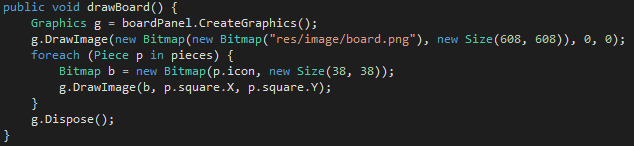 public void drawBoard() {
    Graphics g = boardPanel.CreateGraphics();
    g.DrawImage(new Bitmap(new Bitmap("res/image/board.png"), new Size(608, 608)), 0, 0);
    foreach (Piece p in pieces) {
        Bitmap b = new Bitmap(p.icon, new Size(38, 38));
        g.DrawImage(b, p.square.X, p.square.Y);
    }
    g.Dispose();
}